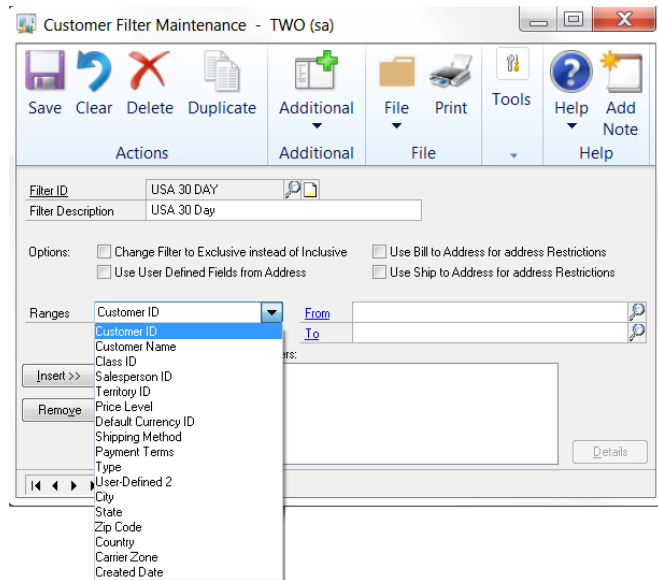 Customer Filter Maintenance - TWO (sa)
Save Clear Delete Duplicate Additional File Print Tools Help Add Note
Actions Additional File Help
Filter ID USA 30 DAY
Filter Description USA 30 Day
Options: Change Filter to Exclusive instead of Inclusive Use Bill to Address for address Restrictions
Use User Defined Fields from Address Use Ship to Address for address Restrictions
Ranges Customer ID From
To
Customer ID
Customer Name
Class ID
Insert >> Salesperson ID
Territory ID
Remove Price Level
Default Currency ID
Shipping Method
Payment Terms Details
Type
User-Defined 2
City
State
Zip Code
Country
Carrier Zone
Created Date